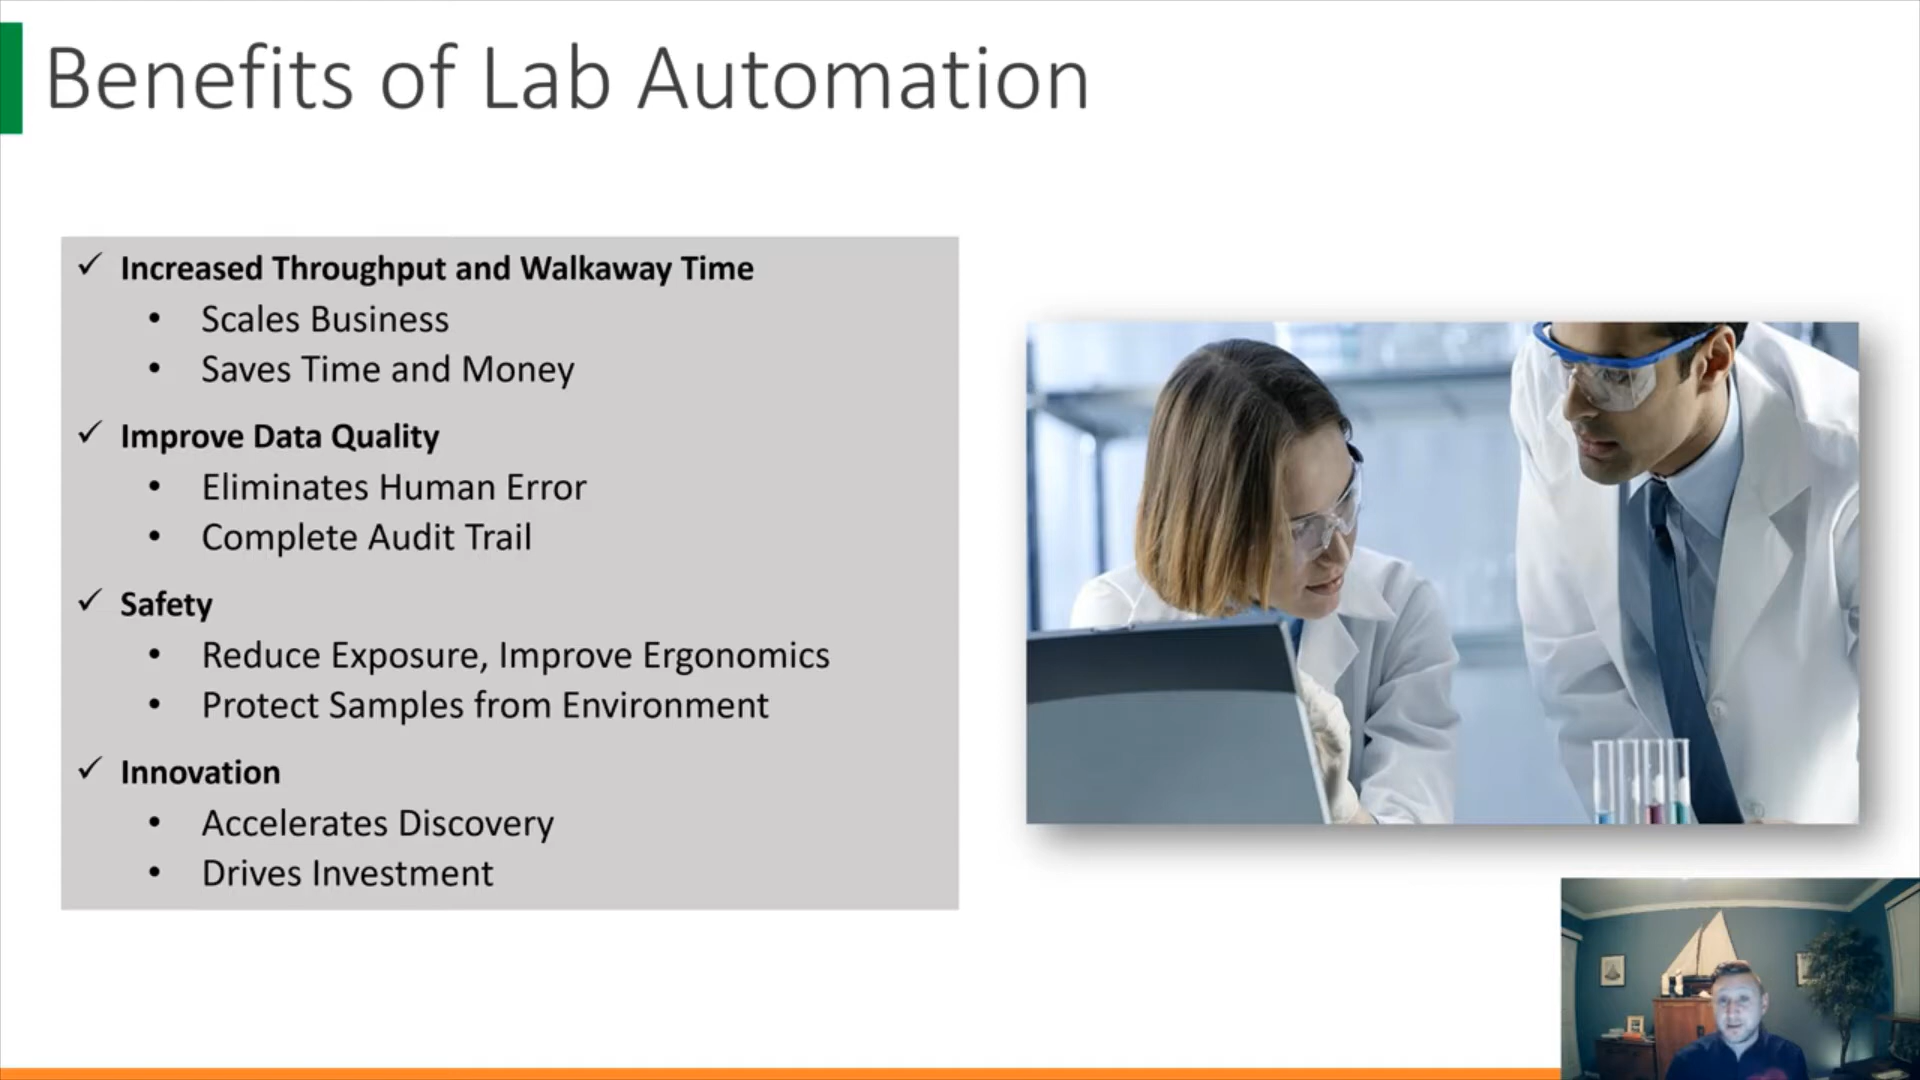 Benefits of Lab Automation
✓ Increased Throughput and Walkaway Time
• Scales Business
• Saves Time and Money
✓ Improve Data Quality
• Eliminates Human Error
• Complete Audit Trail
✓ Safety
• Reduce Exposure, Improve Ergonomics
• Protect Samples from Environment
✓ Innovation
• Accelerates Discovery
• Drives Investment